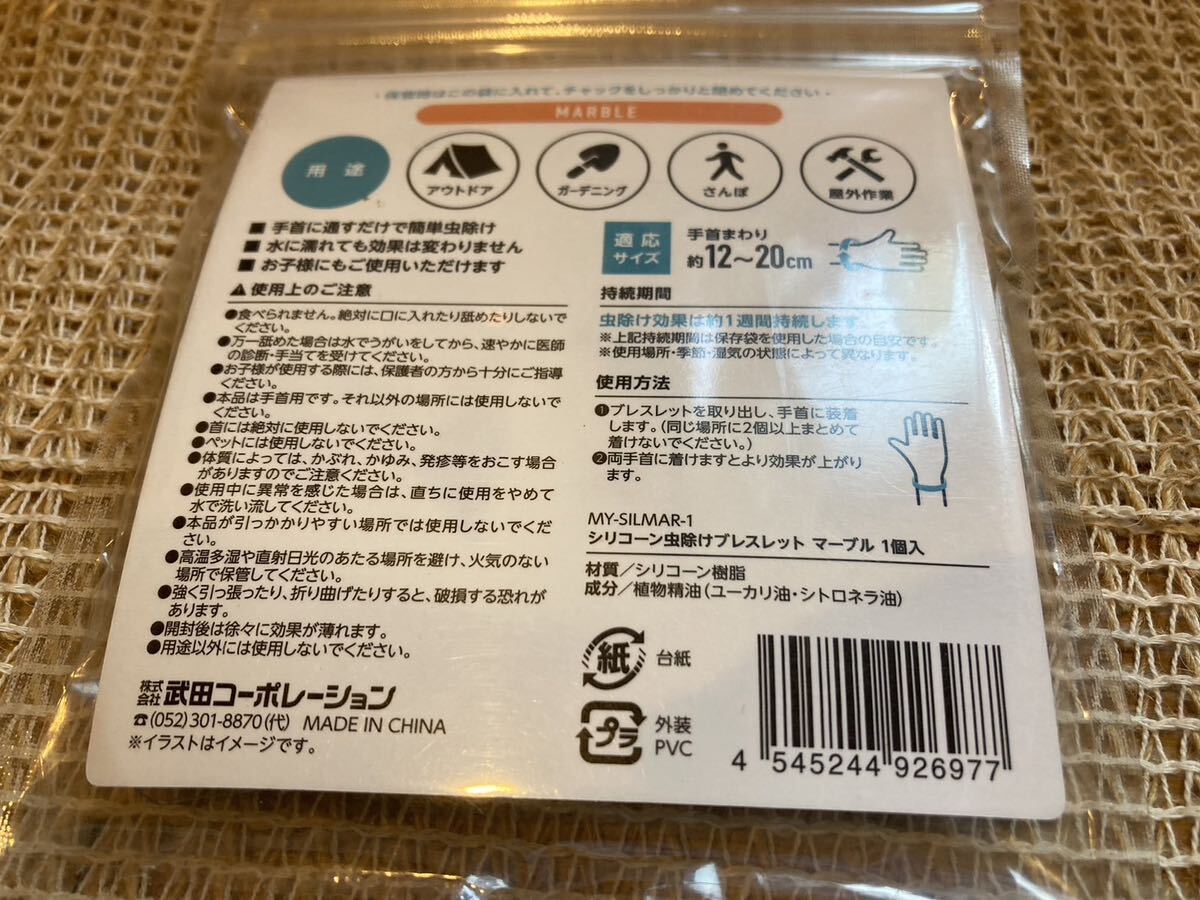 ・保管時はこの袋に入れて、チャックをしっかりと閉めてください・
MARBLE
用途
アウトドア
ガーデニング
さんぽ
屋外作業
■ 手首に通すだけで簡単虫除け
■ 水に濡れても効果は変わりません
■ お子様にもご使用いただけます
⚠使用上のご注意
●食べられません。絶対に口に入れたり舐めたりしないで
ください。
●万一舐めた場合は水でうがいをしてから、速やかに医師
の診断・手当てを受けてください。
●お子様が使用する際には、保護者の方から十分にご指導
ください。
●本品は手首用です。それ以外の場所には使用しないで
ください。
●首には絶対に使用しないでください。
●ペットには使用しないでください。
●体質によっては、かぶれ、かゆみ、発疹等をおこす場合
がありますのでご注意ください。
●使用中に異常を感じた場合は、直ちに使用をやめて
水で洗い流してください。
●本品が引っかかりやすい場所では使用しないでくだ
さい。
●高温多湿や直射日光のあたる場所を避け、火気のない
場所で保管してください。
●強く引っ張ったり、折り曲げたりすると、破損する恐れが
あります。
●開封後は徐々に効果が薄れます。
●用途以外には使用しないでください。
株式会社 武田コーポレーション
☎(052)301-8870(代) MADE IN CHINA
※イラストはイメージです。
適応
サイズ
手首まわり
約12〜20cm
持続期間
虫除け効果は約1週間持続します。
※上記持続期間は保存袋を使用した場合の目安です。
※使用場所・季節・湿気の状態によって異なります。
使用方法
❶ブレスレットを取り出し、手首に装着
します。(同じ場所に2個以上まとめて
着けないでください。)
❷両手首に着けますとより効果が上がり
ます。
MY-SILMAR-1
シリコーン虫除けブレスレット マーブル 1個入
材質／シリコーン樹脂
成分／植物精油(ユーカリ油・シトロネラ油)
紙
台紙
プラ
外装
PVC
4 545244 926977